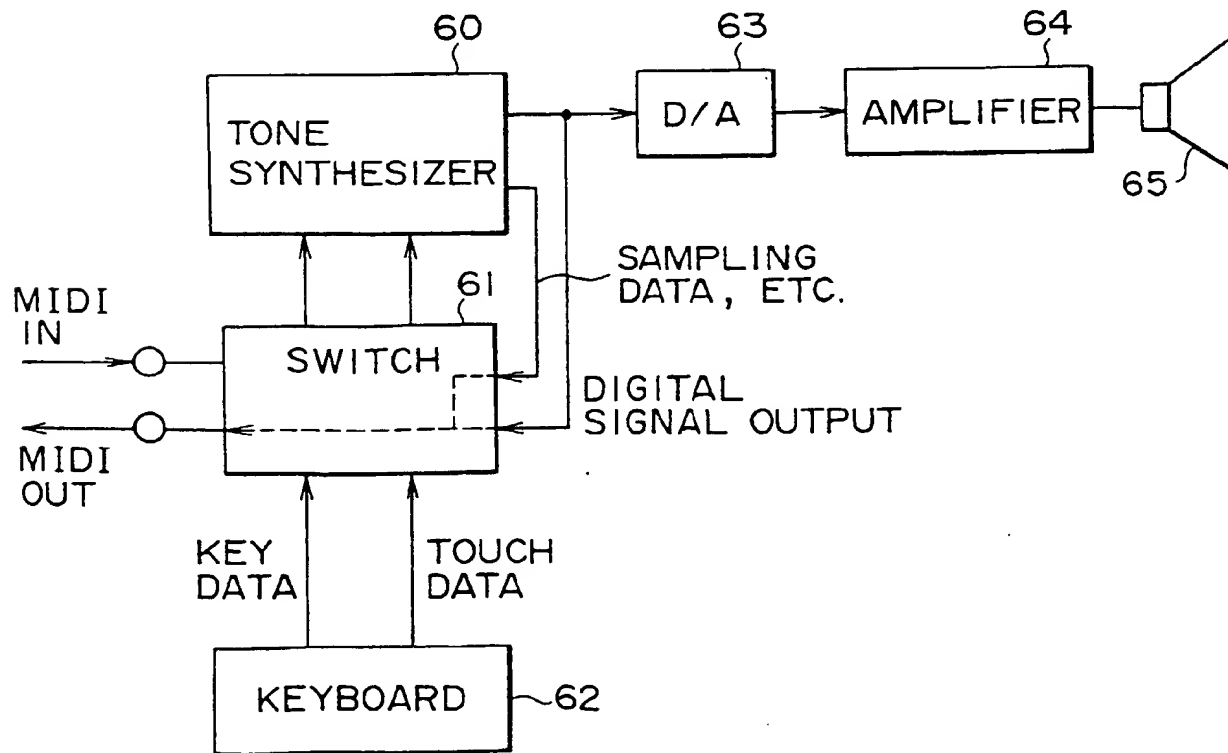 60
63
64
TONE
SYNTHESIZER
D/A
AMPLIFIER
65
SAMPLING
DATA, ETC.
MIDI
IN
61
SWITCH
DIGITAL
SIGNAL OUTPUT
MIDI
OUT
KEY
DATA
TOUCH
DATA
KEYBOARD
62